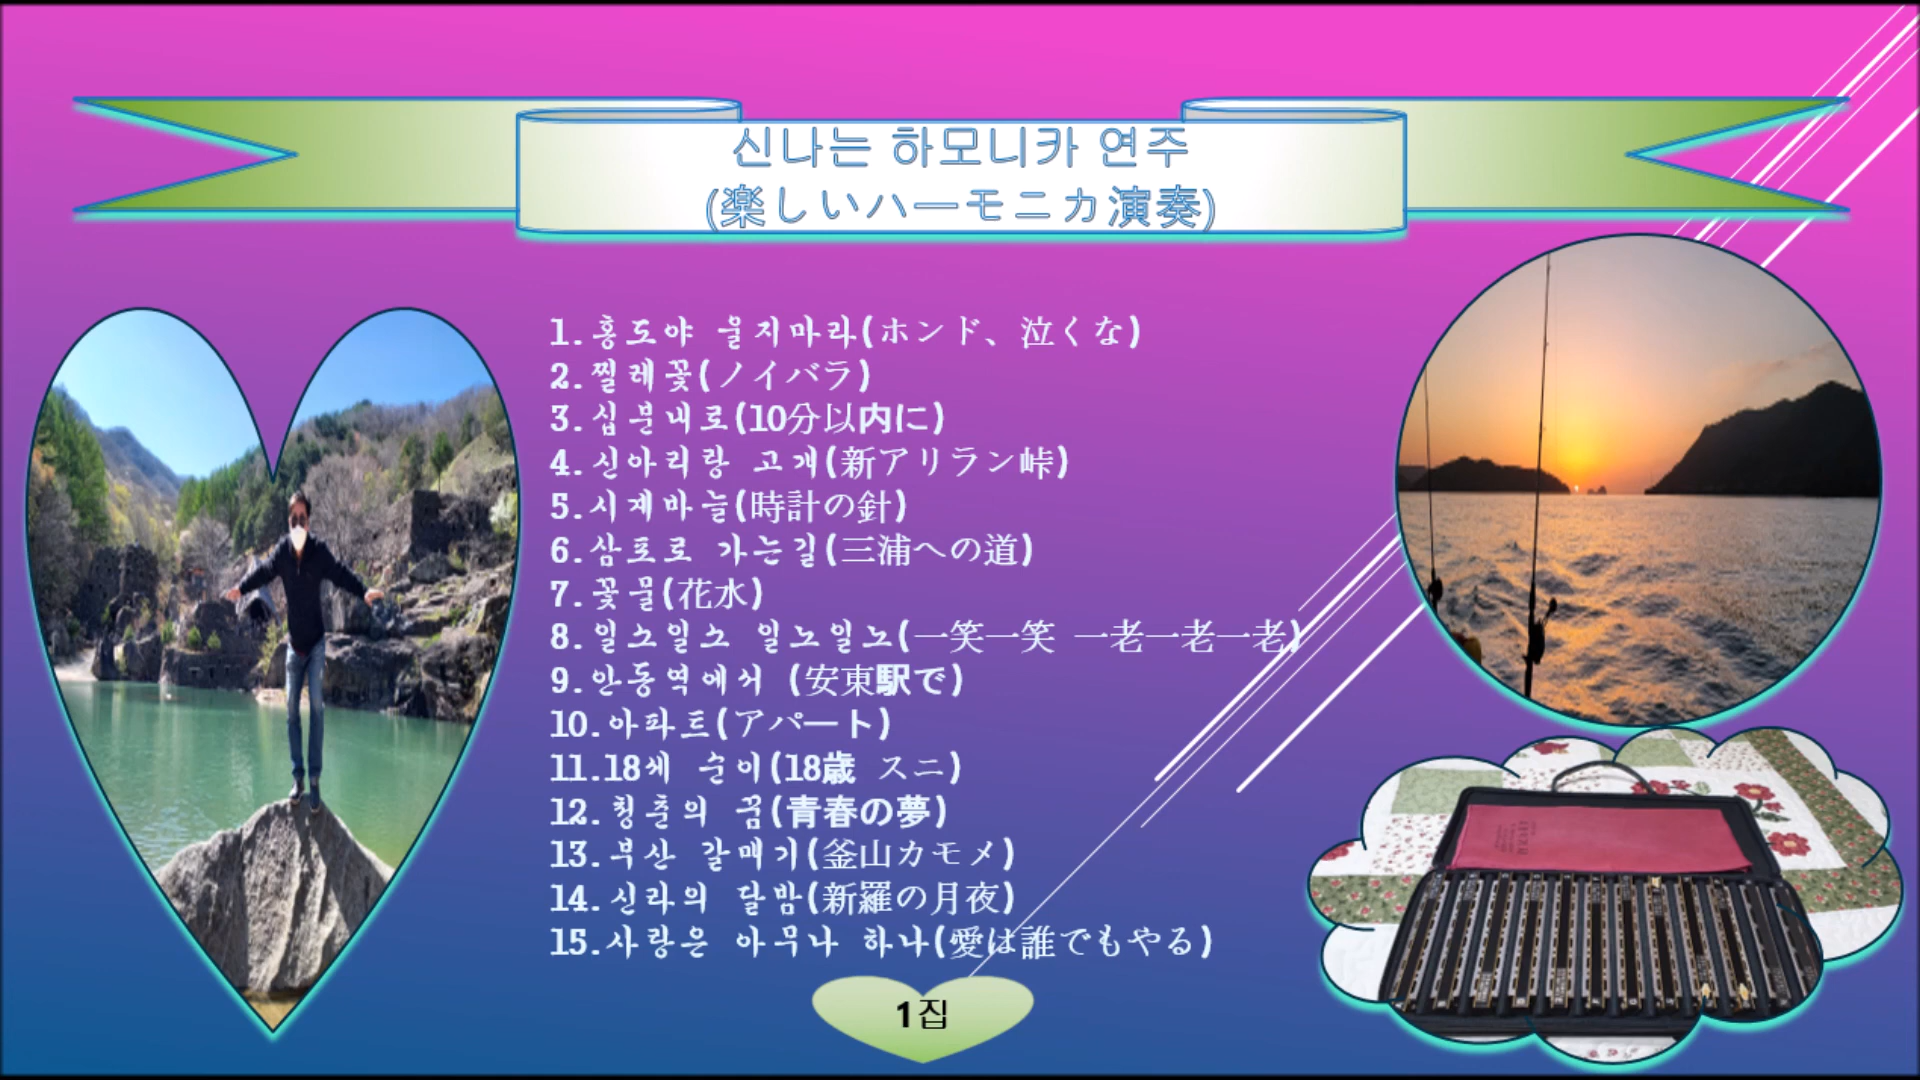 신나는 하모니카 연주
(楽しいハーモニカ演奏)
1.홍도야 울지마라(ホンド、泣くな)
2.찔레꽃(ノイバラ)
3.십분내로(10分以内に)
4.신아리랑 고개(新アリラン峠)
5.시계바늘(時計の針)
6.삼포로 가는길(三浦への道)
7.꽃물(花水)
8.일소일소 일노일노(一笑一笑 一老一老一老)
9.안동역에서 (安東駅で)
10.아파트(アパート)
11.18세 순이(18歳 スニ)
12.청춘의 꿈(青春の夢)
13.부산 갈매기(釜山カモメ)
14.신라의 달밤(新羅の月夜)
15.사랑은 아무나 하나(愛は誰でもやる)
1집